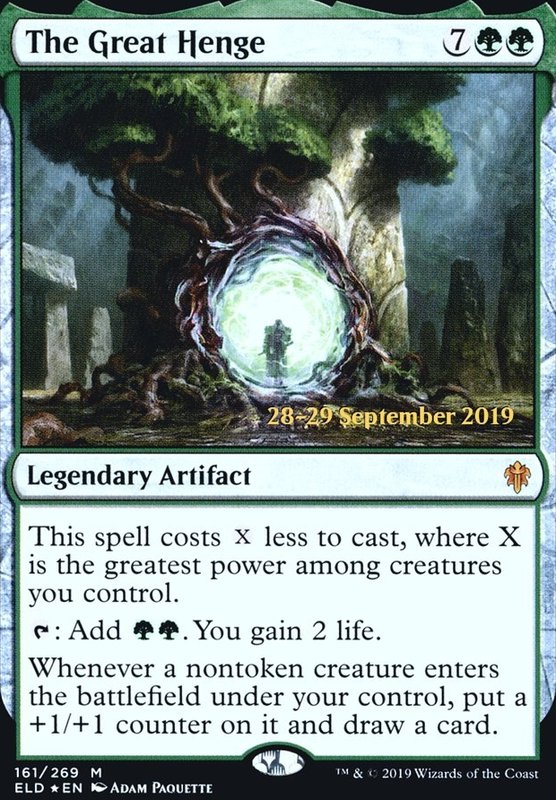 The Great Henge 7
28-29 September 2019
Legendary Artifact
This spell costs X less to cast, where X
is the greatest power among creatures
you control.
: Add . You gain 2 life.
Whenever a nontoken creature enters
the battlefield under your control, put a
+1/+1 counter on it and draw a card.
161/269 M
ELD ★ EN Adam Paquette
™ & © 2019 Wizards of the Coast